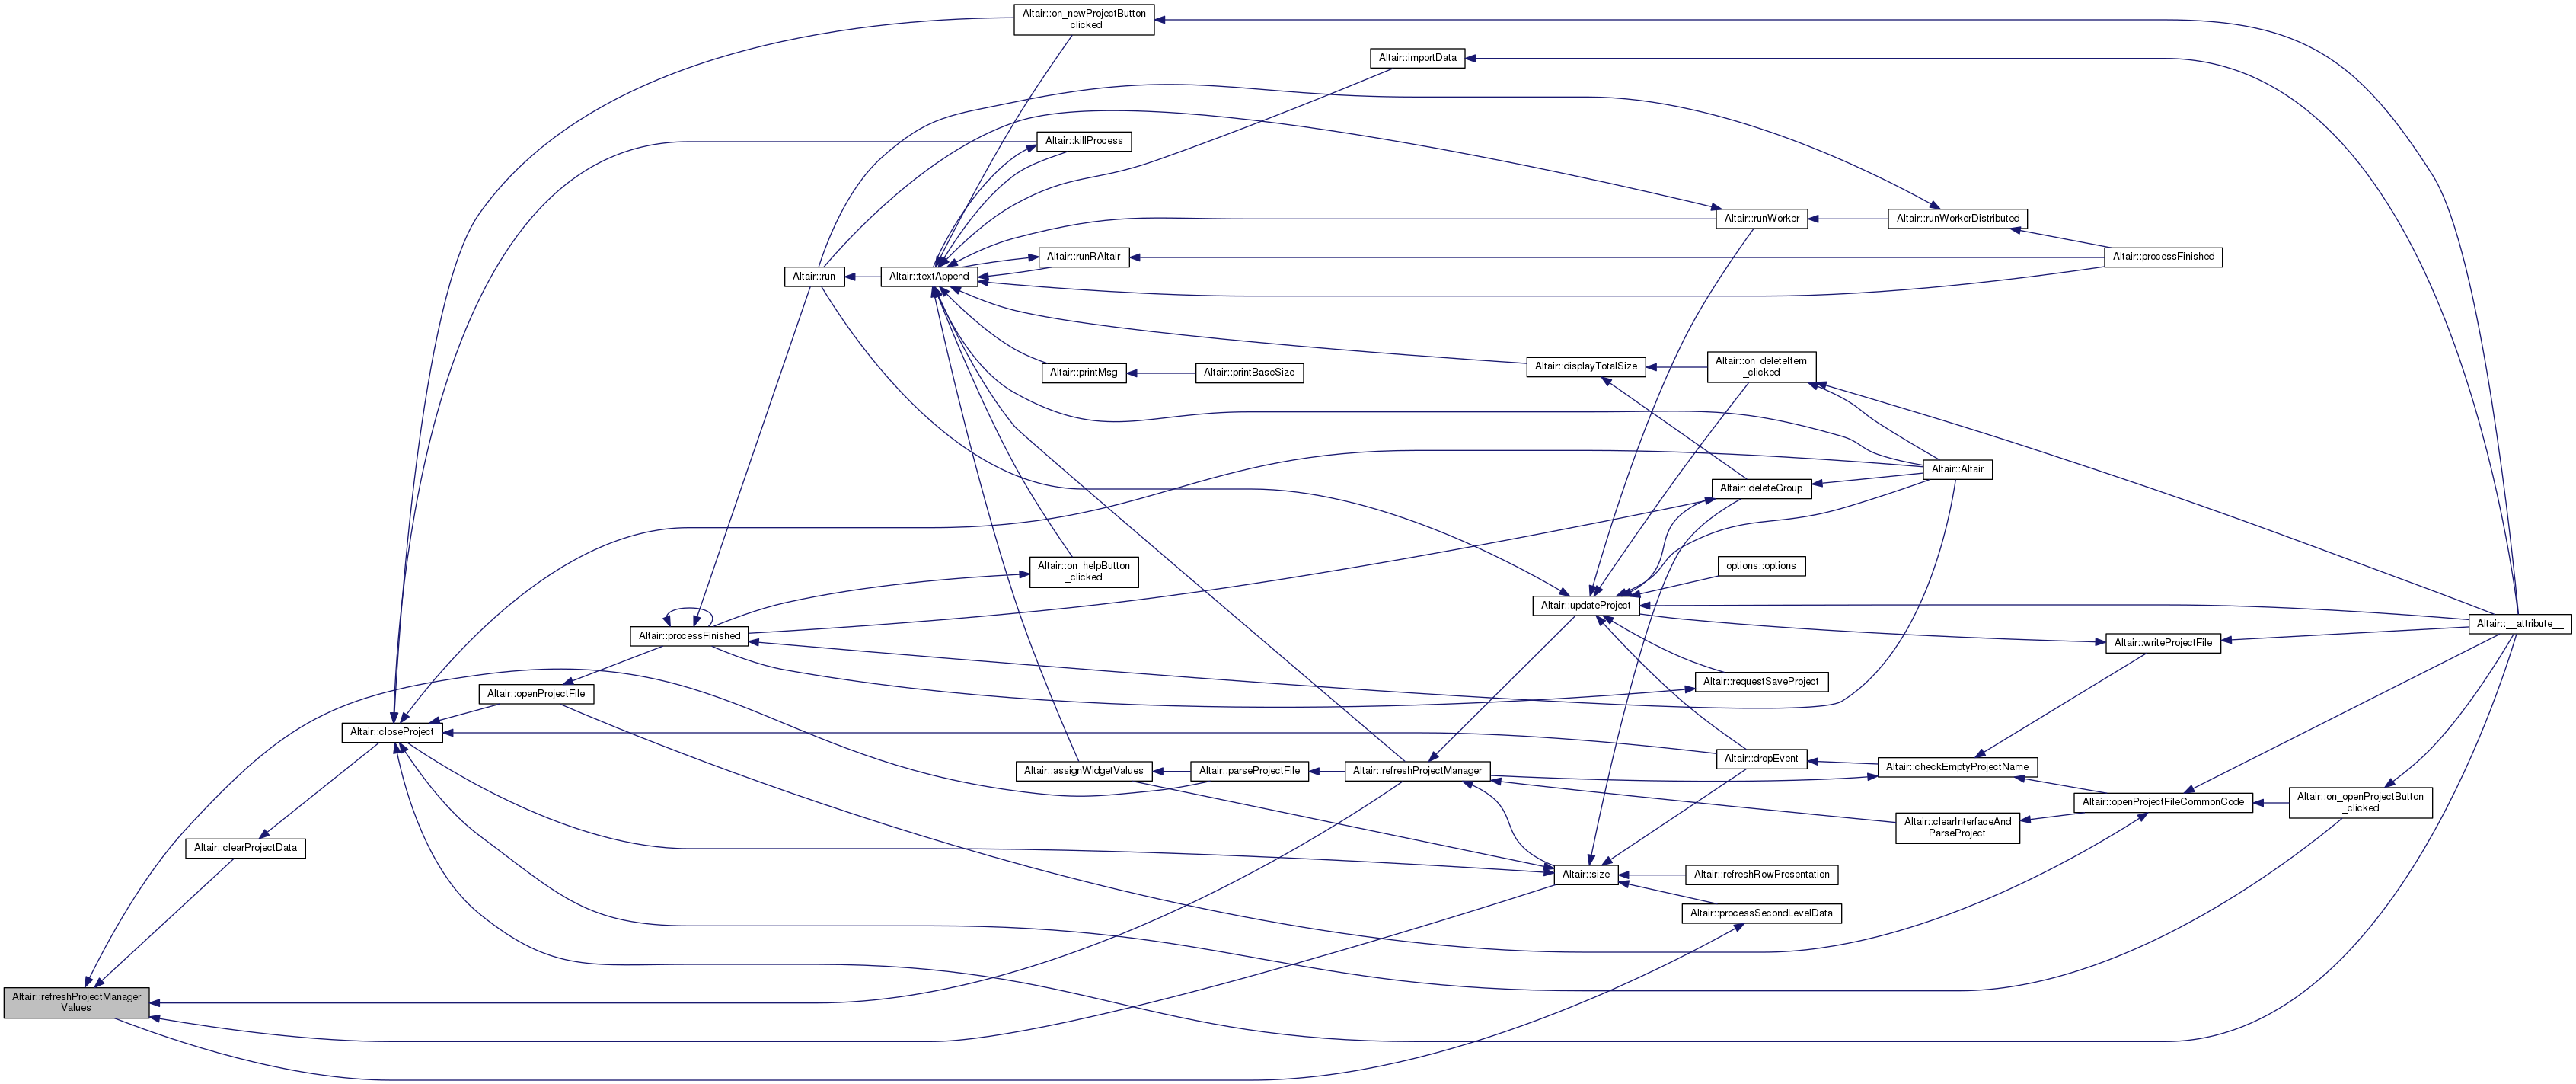 Altair::on_newProjectButton
_clicked
Altair::importData
Altair::killProcess
Altair::runWorker
Altair::runWorkerDistributed
Altair::runRAltair
Altair::processFinished
Altair::run
Altair::textAppend
Altair::displayTotalSize
Altair::on_deleteItem
_clicked
Altair::printMsg
Altair::printBaseSize
Altair::Altair
Altair::deleteGroup
Altair::on_helpButton
_clicked
options::options
Altair::updateProject
Altair::__attribute__
Altair::processFinished
Altair::writeProjectFile
Altair::requestSaveProject
Altair::openProjectFile
Altair::closeProject
Altair::dropEvent
Altair::checkEmptyProjectName
Altair::assignWidgetValues
Altair::parseProjectFile
Altair::refreshProjectManager
Altair::openProjectFileCommonCode
Altair::on_openProjectButton
_clicked
Altair::clearInterfaceAnd
ParseProject
Altair::clearProjectData
Altair::size
Altair::refreshRowPresentation
Altair::processSecondLevelData
Altair::refreshProjectManager
Values